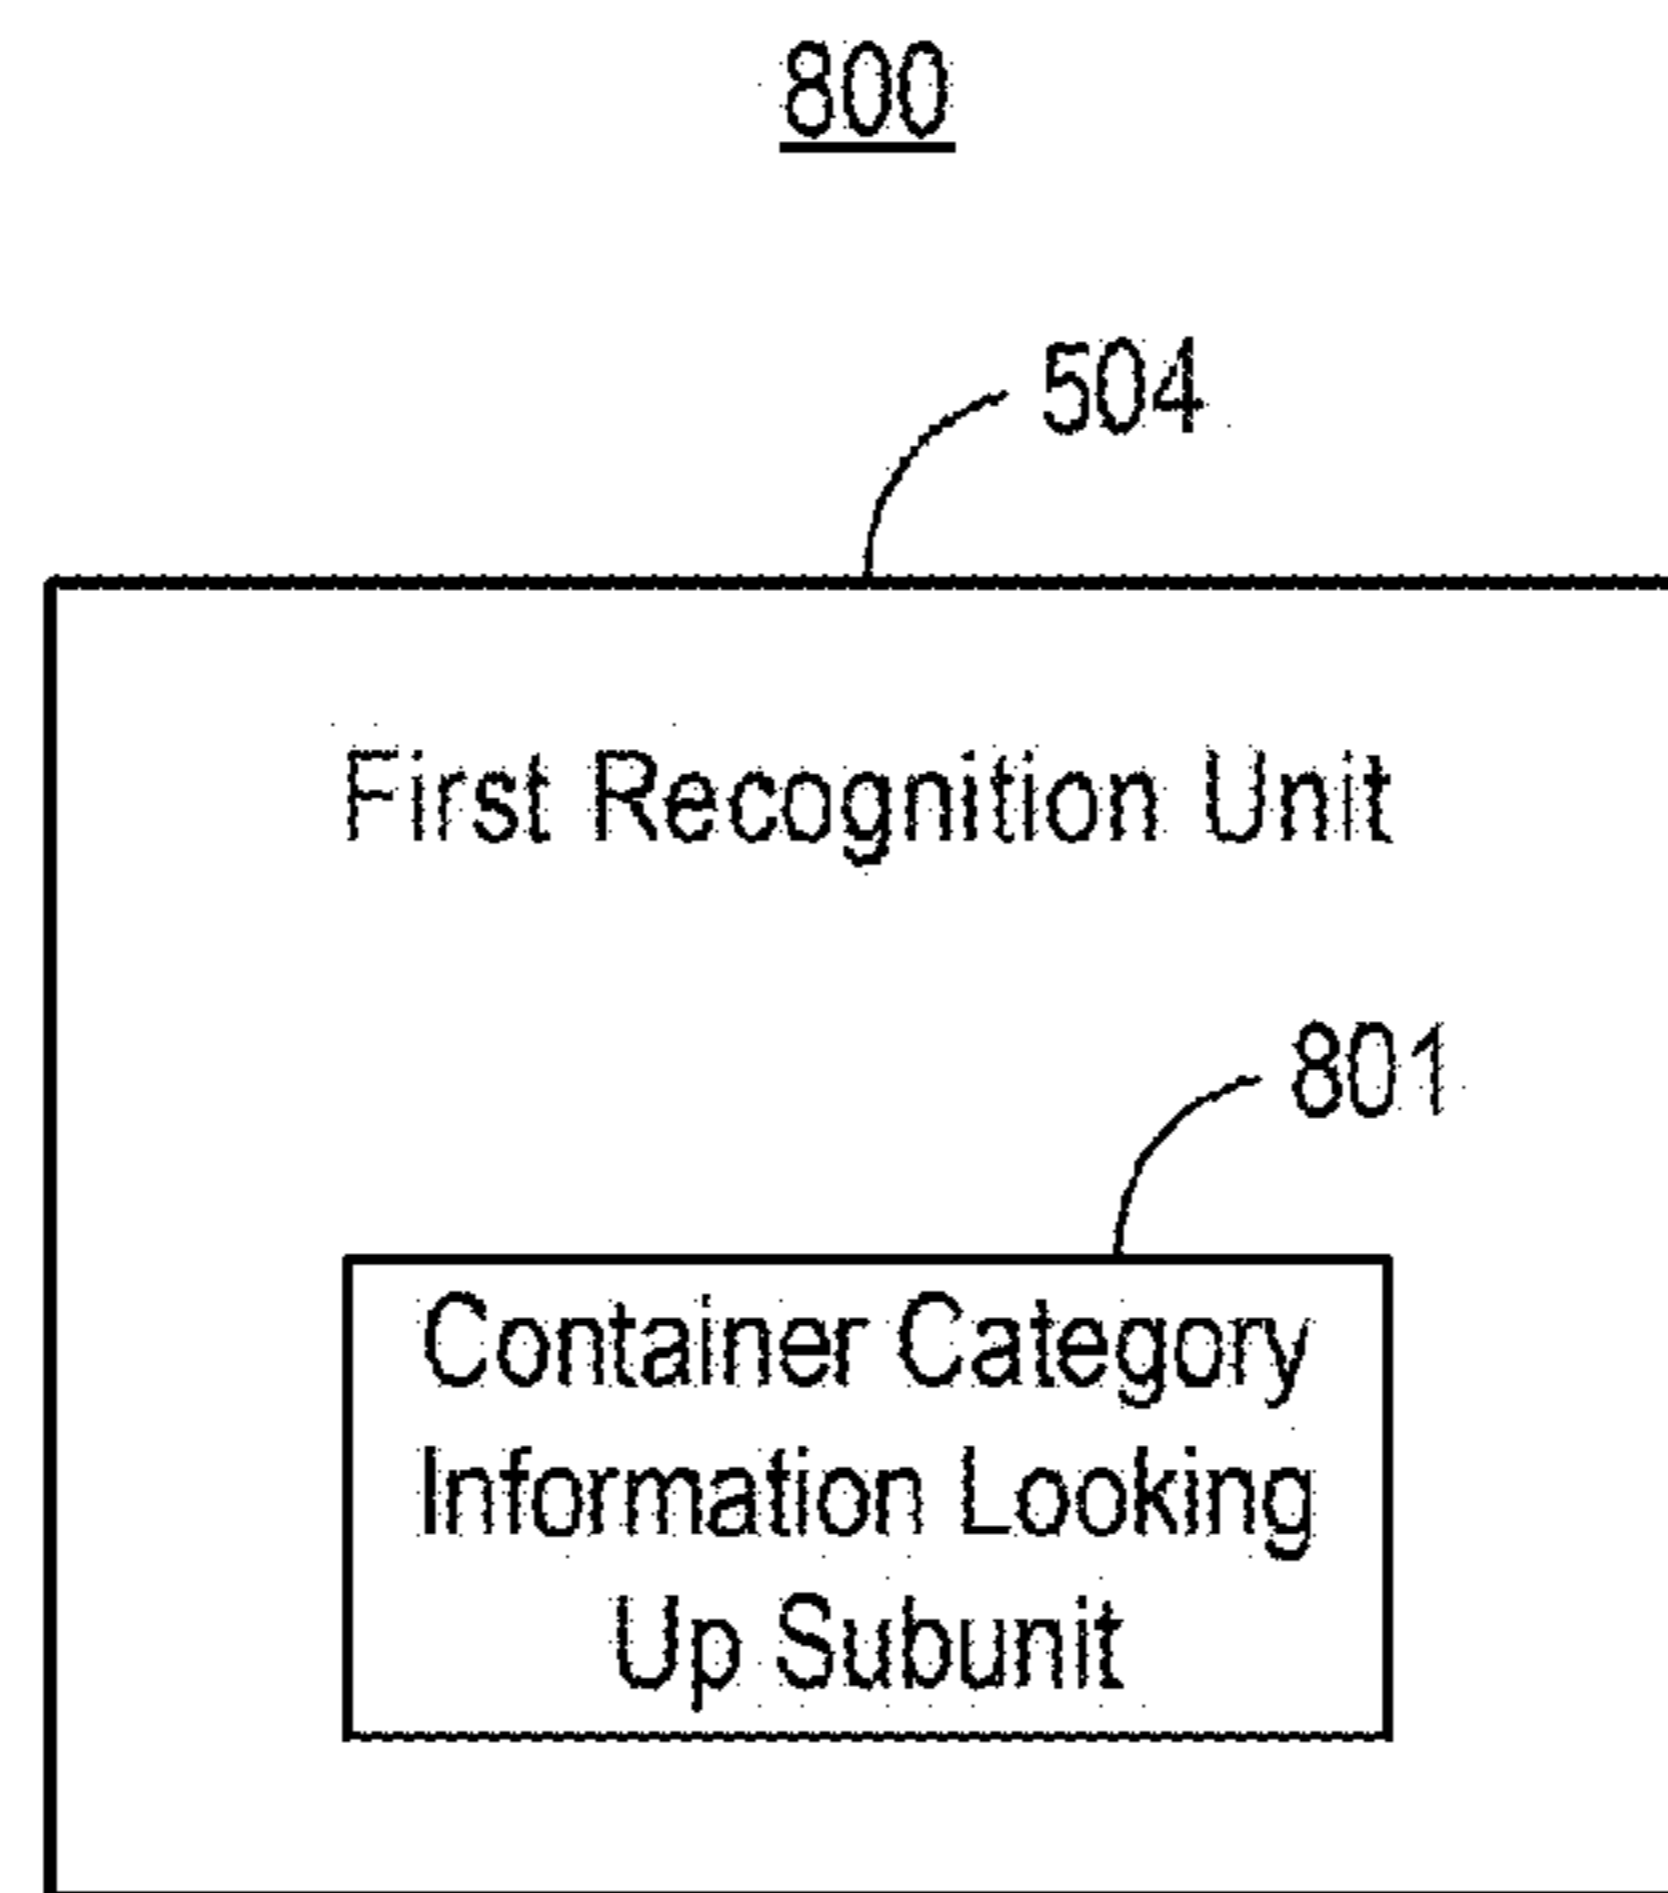 800
504
First Recognition Unit
801
Container Category
Information Looking
Up Subunit